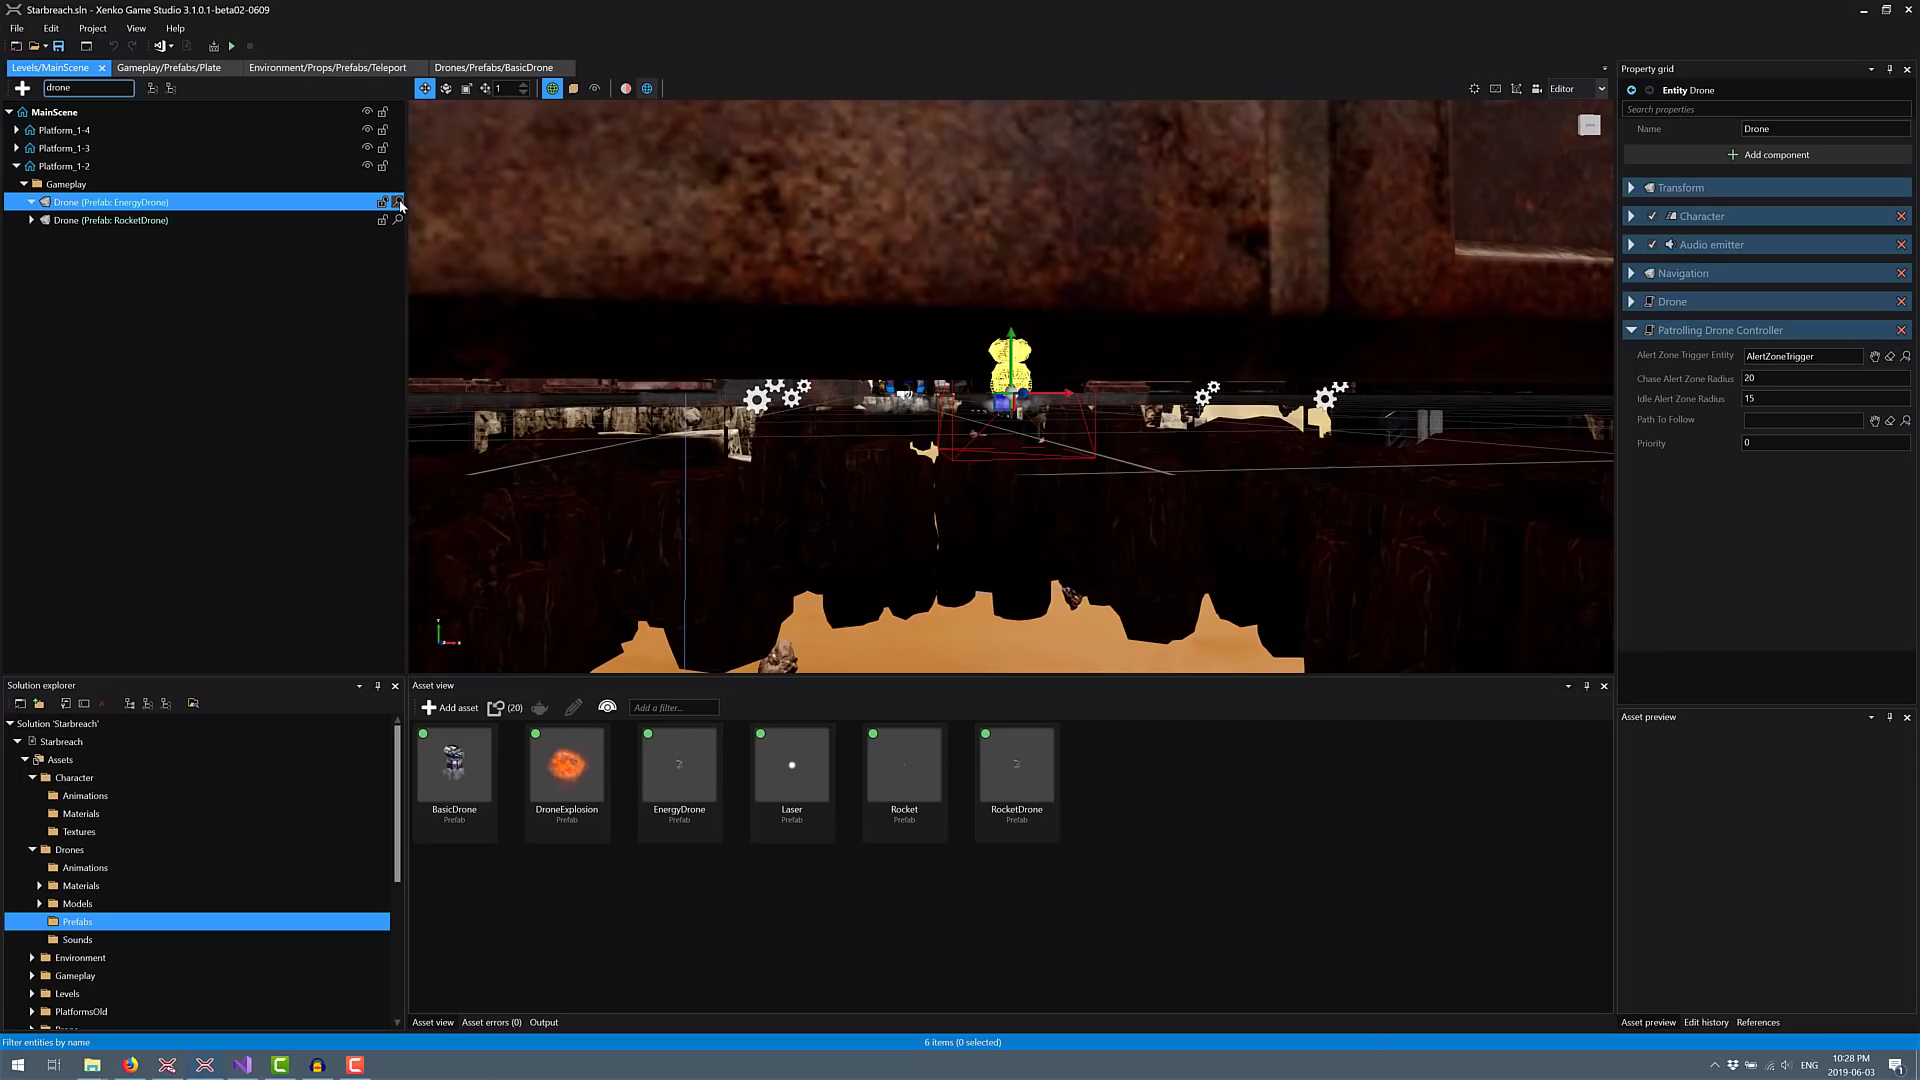 Starbreach.sln - Xenko Game Studio 3.1.0.1-beta02-0609
File Edit Project View Help
Levels/MainScene Gameplay/Prefabs/Plate Environment/Props/Prefabs/Teleport Drones/Prefabs/BasicDrone
drone
1
Editor
MainScene
Platform_1-4
Platform_1-3
Platform_1-2
Gameplay
Drone (Prefab: EnergyDrone)
Drone (Prefab: RocketDrone)
Property grid
Entity Drone
Search properties
Name Drone
Add component
Transform
Character
Audio emitter
Navigation
Drone
Patrolling Drone Controller
Alert Zone Trigger Entity AlertZoneTrigger
Chase Alert Zone Radius 20
Idle Alert Zone Radius 15
Path To Follow
Priority 0
Solution explorer
Solution 'Starbreach'
Starbreach
Assets
Character
Animations
Materials
Textures
Drones
Animations
Materials
Models
Prefabs
Sounds
Environment
Gameplay
Levels
PlatformsOld
Asset view
Add asset (20) Add a filter...
BasicDrone
Prefab
DroneExplosion
Prefab
EnergyDrone
Prefab
Laser
Prefab
Rocket
Prefab
RocketDrone
Prefab
Asset view Asset errors (0) Output
Asset preview
Asset preview Edit history References
Filter entities by name
6 items (0 selected)
ENG
10:28 PM
2019-06-03